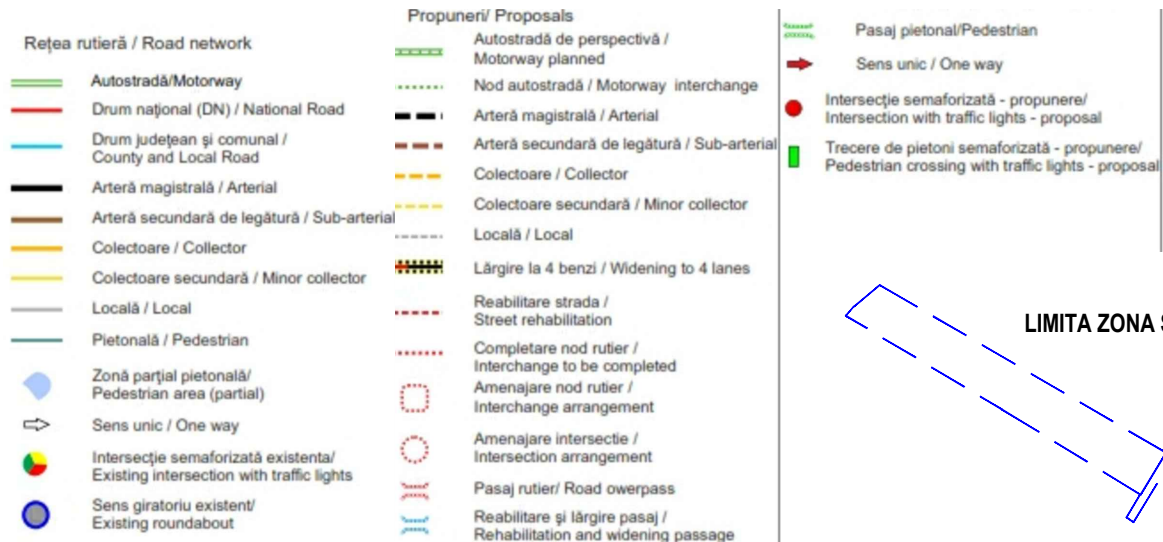 Rețea rutieră / Road network
Autostradă/Motorway
Drum național (DN) / National Road
Drum județean și comunal /
County and Local Road
Arteră magistrală / Arterial
Arteră secundară de legătură / Sub-arterial
Colectoare / Collector
Colectoare secundară / Minor collector
Locală / Local
Pietonală / Pedestrian
Zonă parțial pietonală/
Pedestrian area (partial)
Sens unic / One way
Intersecție semaforizată existenta/
Existing intersection with traffic lights
Sens giratoriu existent/
Existing roundabout
Propuneri/ Proposals
Autostradă de perspectivă /
Motorway planned
Nod autostradă / Motorway interchange
Arteră magistrală / Arterial
Arteră secundară de legătură / Sub-arterial
Colectoare / Collector
Colectoare secundară / Minor collector
Locală / Local
Lărgire la 4 benzi / Widening to 4 lanes
Reabilitare strada /
Street rehabilitation
Completare nod rutier /
Interchange to be completed
Amenajare nod rutier /
Interchange arrangement
Amenajare intersectie /
Intersection arrangement
Pasaj rutier/ Road owerpass
Reabilitare și lărgire pasaj /
Rehabilitation and widening passage
Pasaj pietonal/Pedestrian
Sens unic / One way
Intersecție semaforizată - propunere/
Intersection with traffic lights - proposal
Trecere de pietoni semaforizată - propunere/
Pedestrian crossing with traffic lights - proposal
LIMITA ZONA